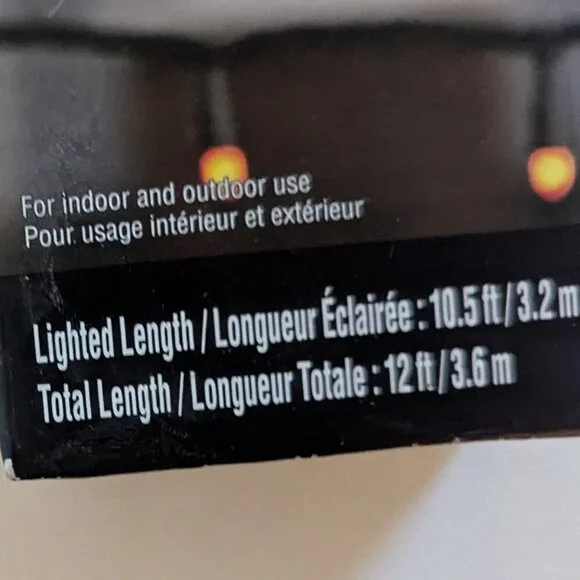 For indoor and outdoor use
Pour usage intérieur et extérieur
Lighted Length / Longueur Éclairée : 10.5 ft / 3.2 m
Total Length / Longueur Totale : 12 ft / 3.6 m